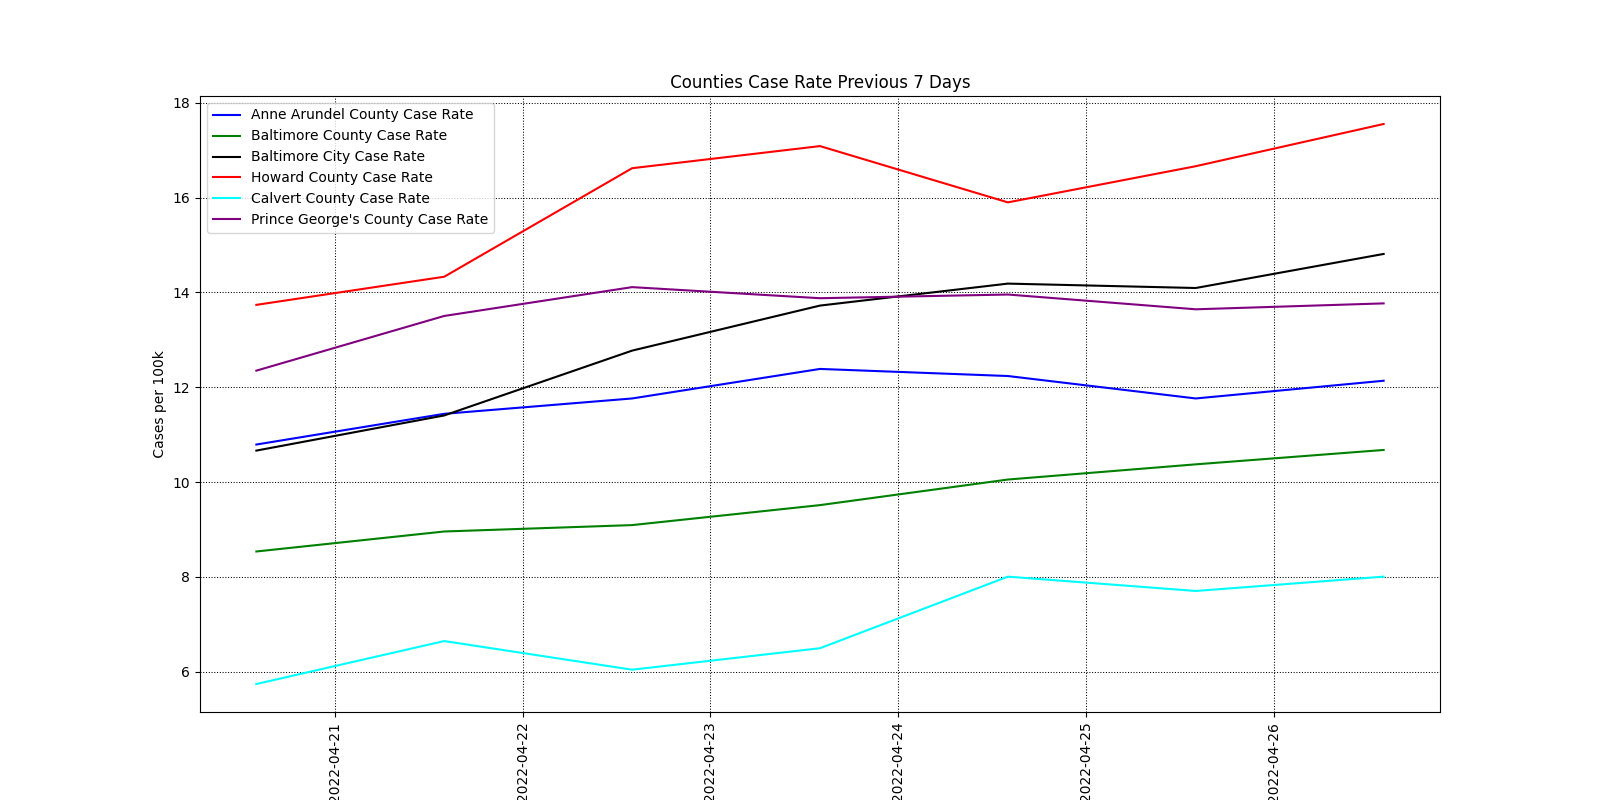 Counties Case Rate Previous 7 Days
18
16
14
12
10
8
6
Cases per 100k
Anne Arundel County Case Rate
Baltimore County Case Rate
Baltimore City Case Rate
Howard County Case Rate
Calvert County Case Rate
Prince George's County Case Rate
2022-04-21
2022-04-22
2022-04-23
2022-04-24
2022-04-25
2022-04-26